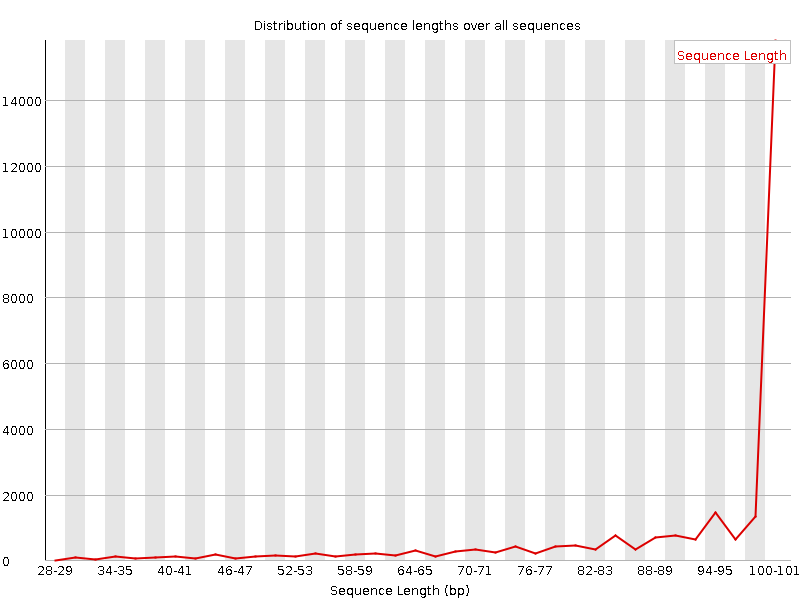 Distribution of sequence lengths over all sequences
Sequence Length
14000
12000
10000
8000
6000
4000
2000
0
28-29 34-35 40-41 46-47 52-53 58-59 64-65 70-71 76-77 82-83 88-89 94-95 100-101
Sequence Length (bp)